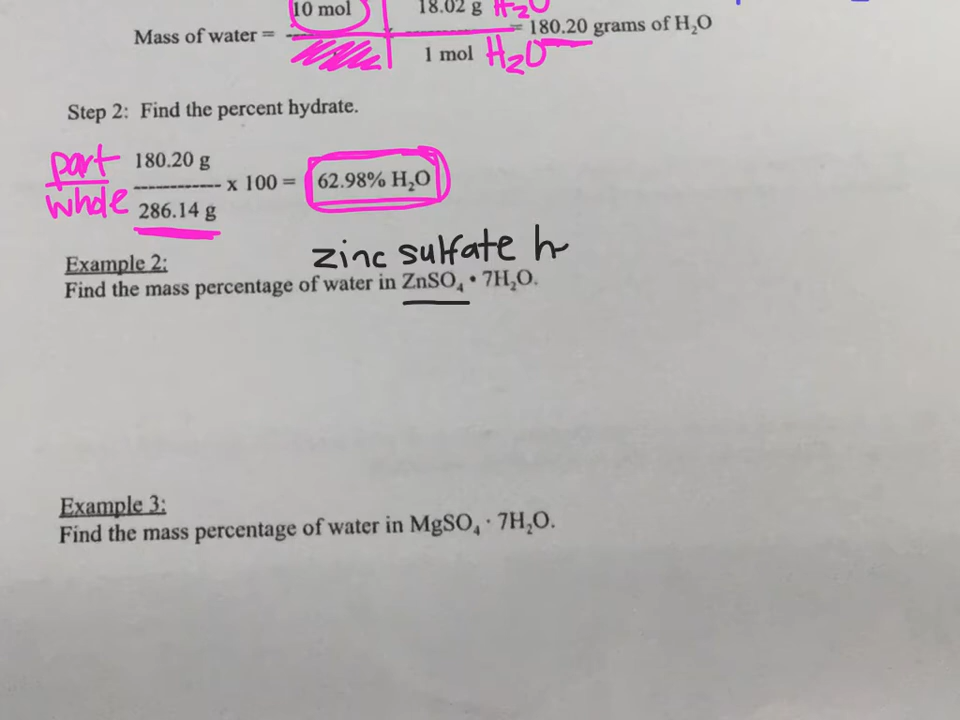 10 mol 18.02 g H₂O
Mass of water = = 180.20 grams of H₂O
1 mol H₂O
Step 2: Find the percent hydrate.
part 180.20 g
------------ x 100 = 62.98% H₂O
whole 286.14 g
zinc sulfate h
Example 2:
Find the mass percentage of water in ZnSO₄ • 7H₂O.
Example 3:
Find the mass percentage of water in MgSO₄ · 7H₂O.